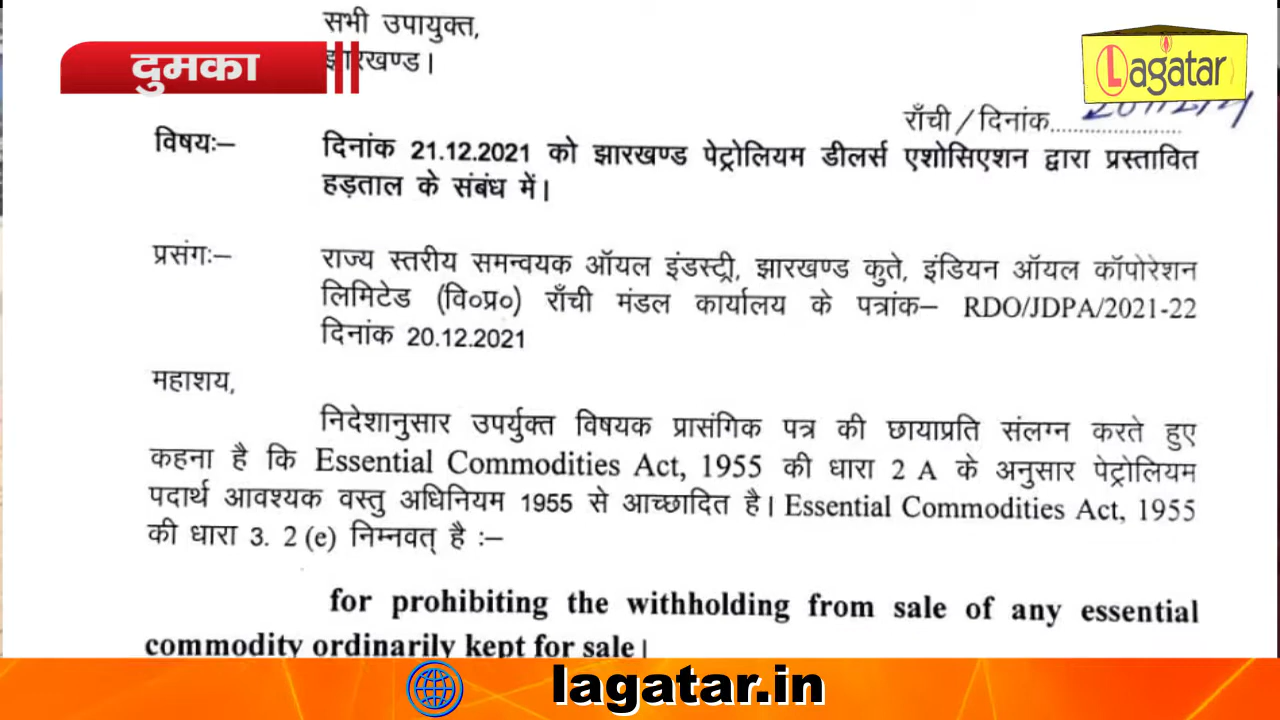 सभी उपायुक्त,
दुमका
झारखण्ड।
Lagatar
राँची / दिनांक......................
विषयः– दिनांक 21.12.2021 को झारखण्ड पेट्रोलियम डीलर्स एशोसिएशन द्वारा प्रस्तावित
हड़ताल के संबंध में।
प्रसंगः– राज्य स्तरीय समन्वयक ऑयल इंडस्ट्री, झारखण्ड कुते, इंडियन ऑयल कॉपोरेशन
लिमिटेड (वि०प्र०) राँची मंडल कार्यालय के पत्रांक– RDO/JDPA/2021-22
दिनांक 20.12.2021
महाशय,
निदेशानुसार उपर्युक्त विषयक प्रासंगिक पत्र की छायाप्रति संलग्न करते हुए
कहना है कि Essential Commodities Act, 1955 की धारा 2 A के अनुसार पेट्रोलियम
पदार्थ आवश्यक वस्तु अधिनियम 1955 से आच्छादित है। Essential Commodities Act, 1955
की धारा 3. 2 (e) निम्नवत् है :–
for prohibiting the withholding from sale of any essential
commodity ordinarily kept for sale।
lagatar.in